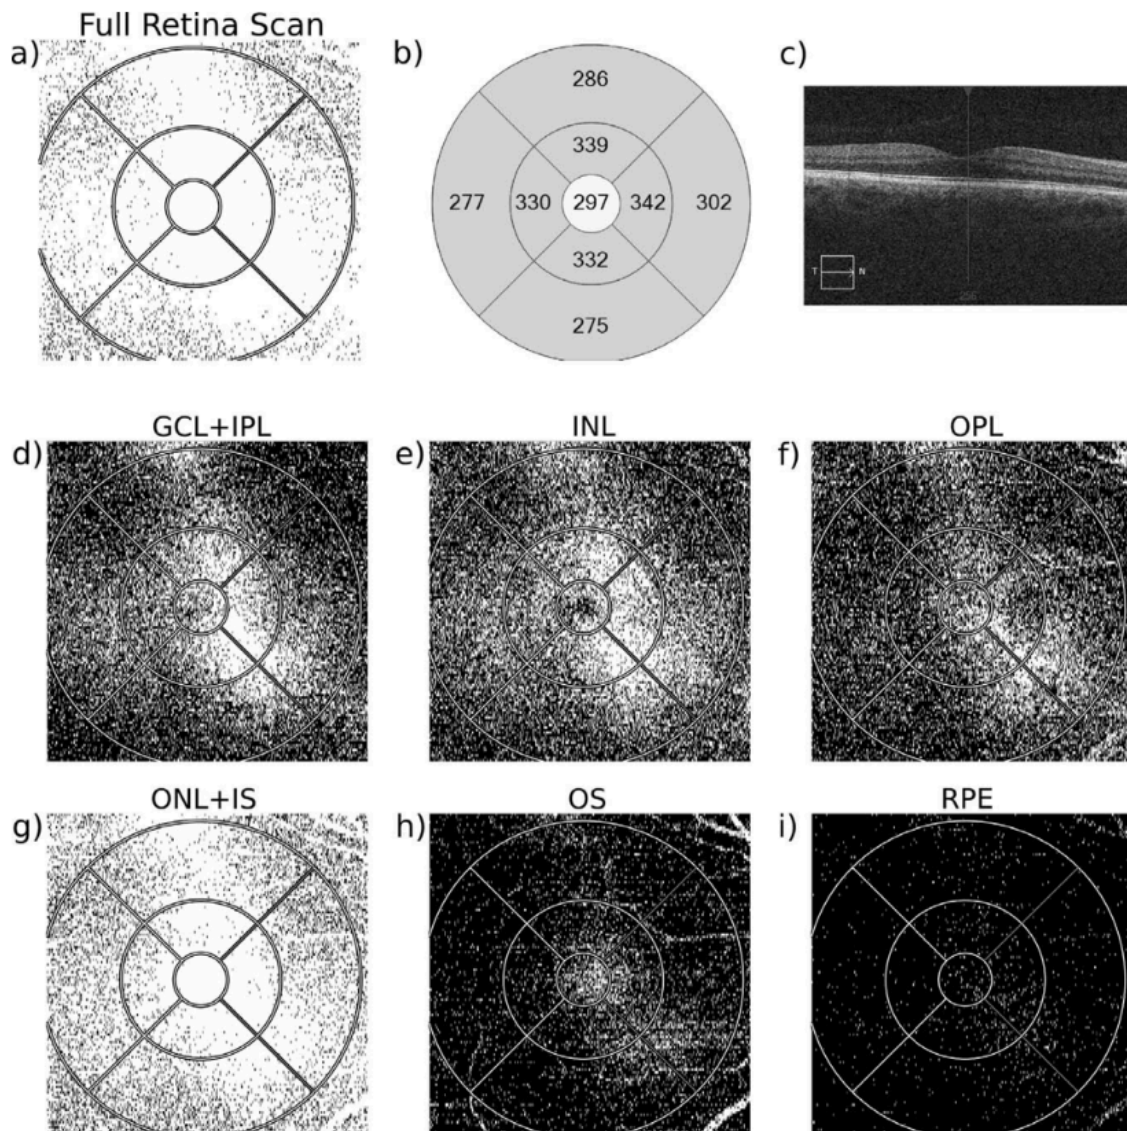 Full Retina Scan
a)
b)
c)
286
339
277 330 297 342 302
332
275
T N
GCL+IPL
INL
OPL
d)
e)
f)
ONL+IS
OS
RPE
g)
h)
i)